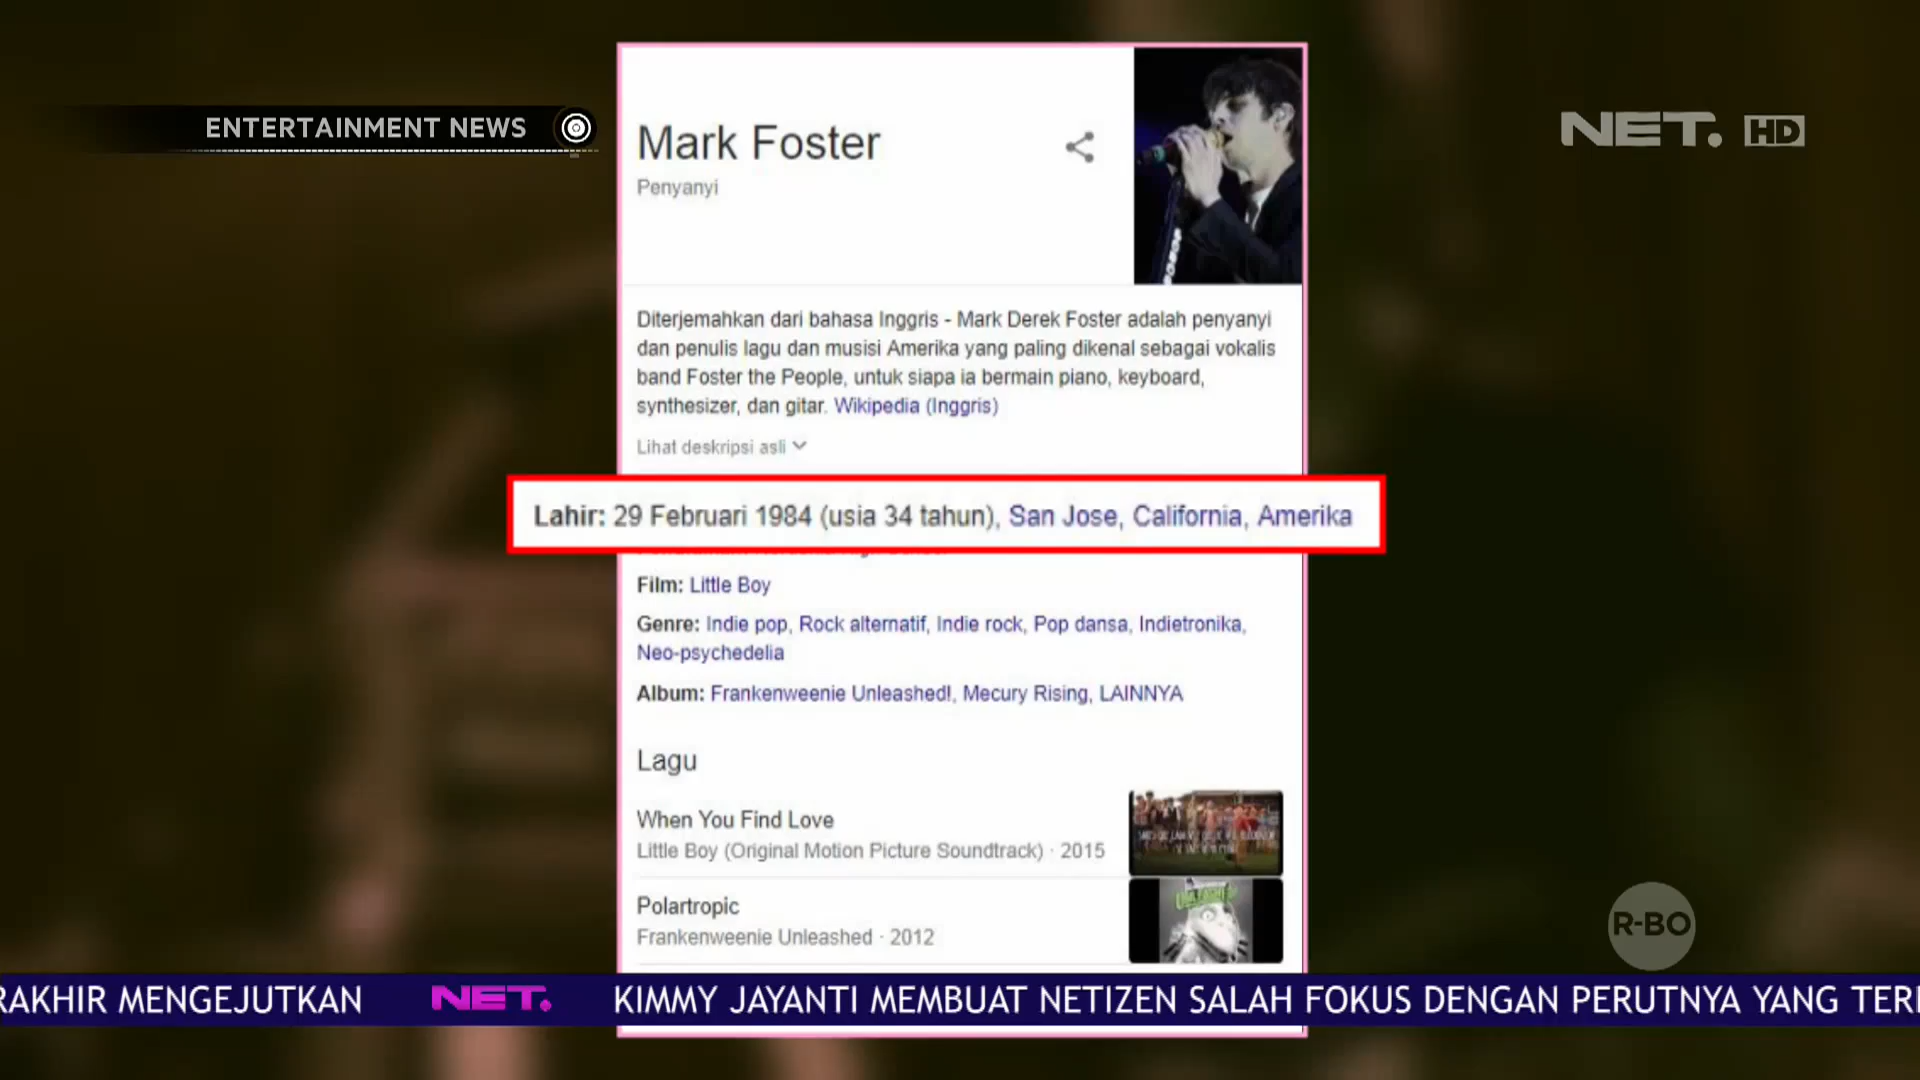 ENTERTAINMENT NEWS
NET. HD
Mark Foster
Penyanyi
Diterjemahkan dari bahasa Inggris - Mark Derek Foster adalah penyanyi
dan penulis lagu dan musisi Amerika yang paling dikenal sebagai vokalis
band Foster the People, untuk siapa ia bermain piano, keyboard,
synthesizer, dan gitar. Wikipedia (Inggris)
Lihat deskripsi asli
Lahir: 29 Februari 1984 (usia 34 tahun), San Jose, California, Amerika
Film: Little Boy
Genre: Indie pop, Rock alternatif, Indie rock, Pop dansa, Indietronika,
Neo-psychedelia
Album: Frankenweenie Unleashed!, Mecury Rising, LAINNYA
Lagu
When You Find Love
Little Boy (Original Motion Picture Soundtrack) · 2015
Polartropic
Frankenweenie Unleashed · 2012
UNLEASHED!
R-BO
RAKHIR MENGEJUTKAN NET. KIMMY JAYANTI MEMBUAT NETIZEN SALAH FOKUS DENGAN PERUTNYA YANG TER